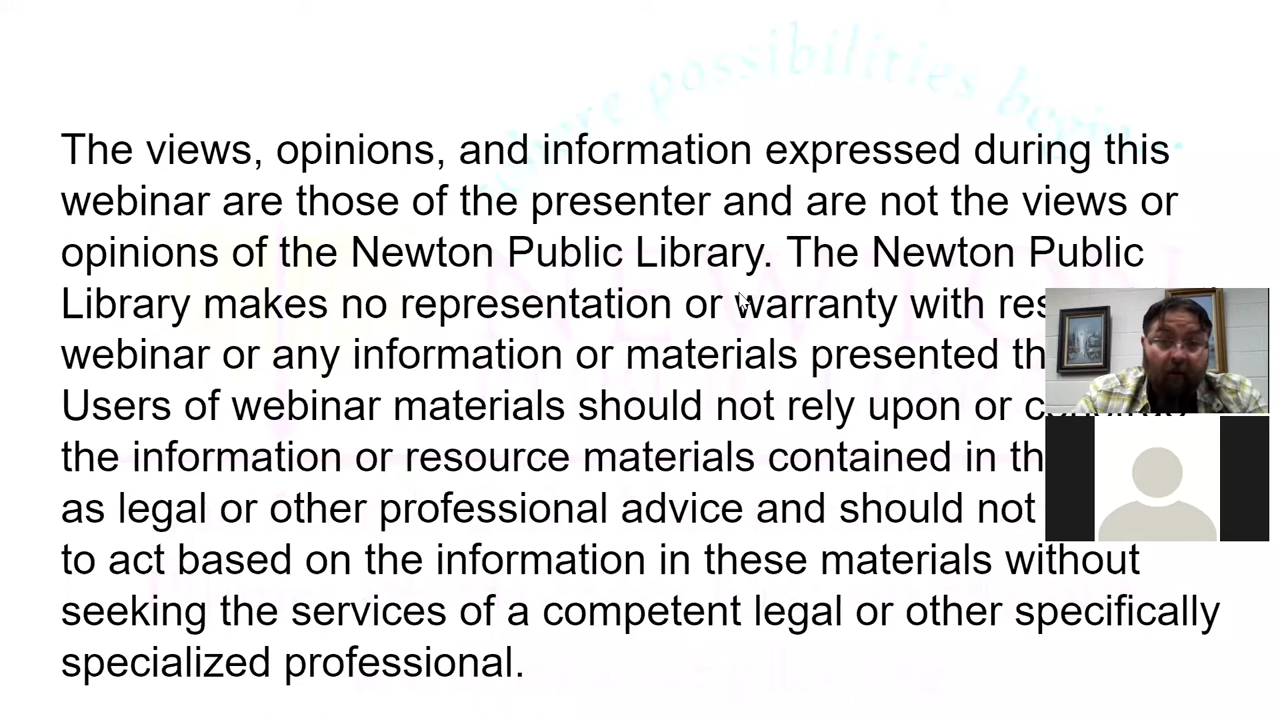 where possibilities begin.
The views, opinions, and information expressed during this
webinar are those of the presenter and are not the views or
opinions of the Newton Public Library. The Newton Public
Library makes no representation or warranty with
webinar or any information or materials presented
Users of webinar materials should not rely upon or
the information or resource materials contained in
as legal or other professional advice and should not
to act based on the information in these materials without
seeking the services of a competent legal or other specifically
specialized professional.